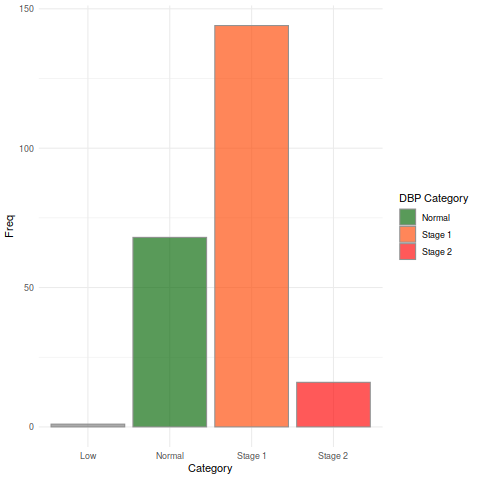 150
100
50
0
Freq
Low Normal Stage 1 Stage 2
Category
DBP Category
Normal
Stage 1
Stage 2